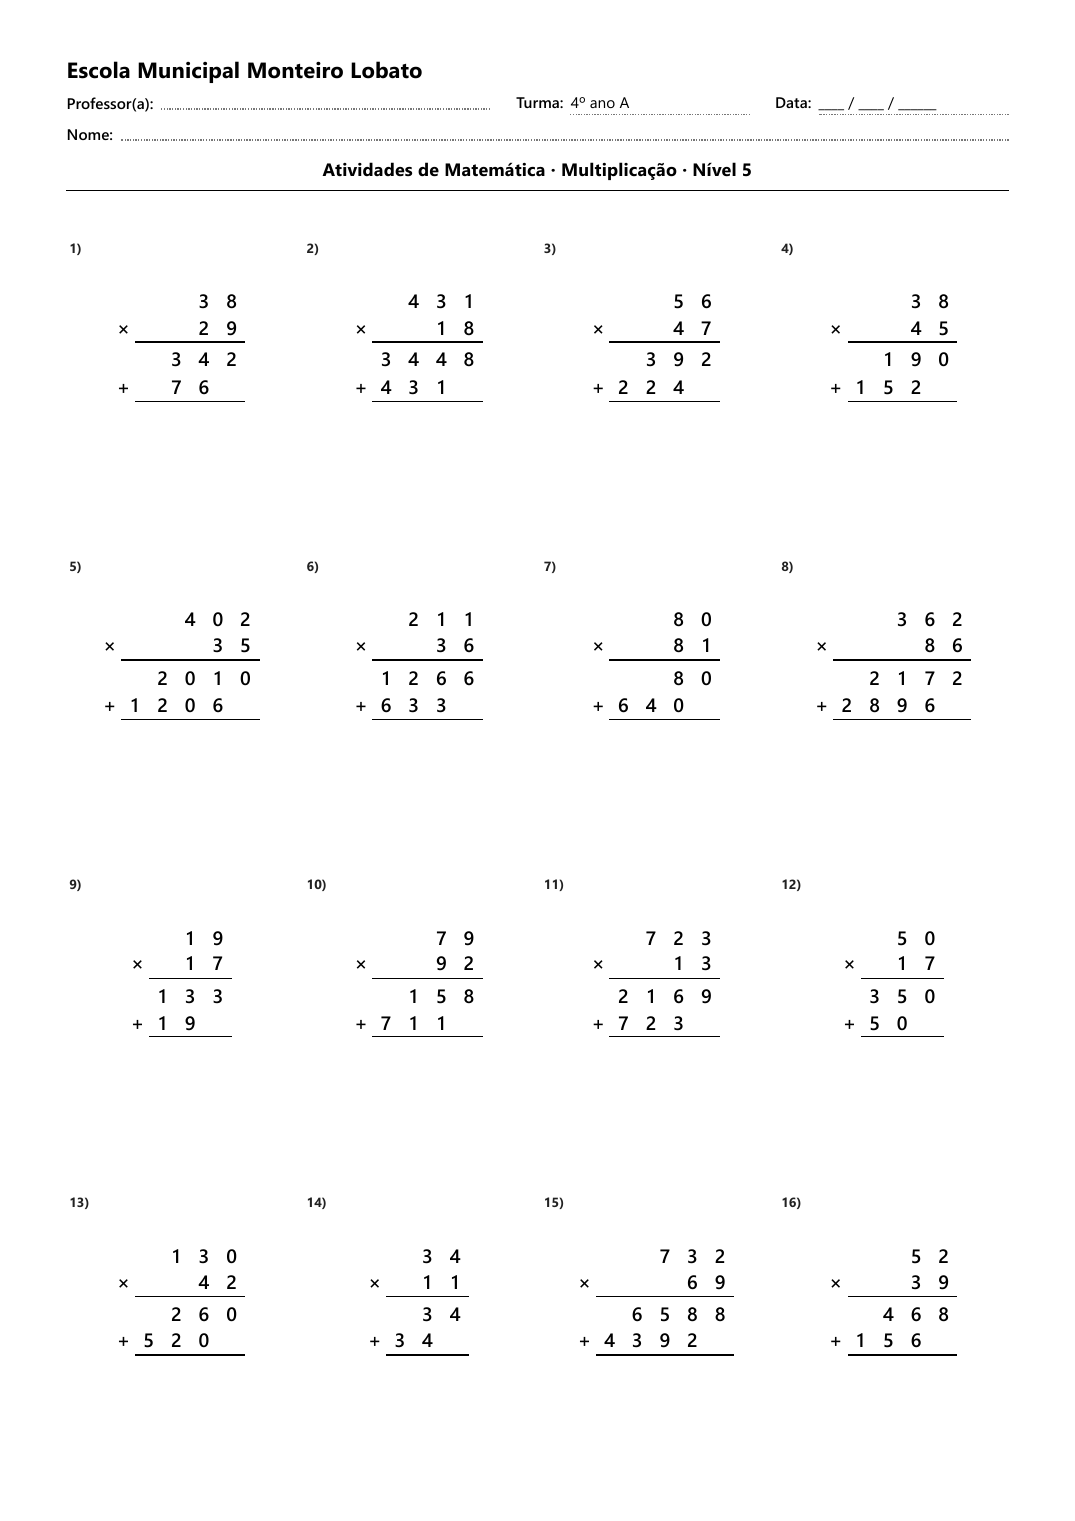 Escola Municipal Monteiro Lobato
Professor(a): Turma: 4º ano A Data: ___ / ___ / _____
Nome:
Atividades de Matemática · Multiplicação · Nível 5
1) 2) 3) 4)
3 8 4 3 1 5 6 3 8
× 2 9 × 1 8 × 4 7 × 4 5
3 4 2 3 4 4 8 3 9 2 1 9 0
+ 7 6 + 4 3 1 + 2 2 4 + 1 5 2
5) 6) 7) 8)
4 0 2 2 1 1 8 0 3 6 2
× 3 5 × 3 6 × 8 1 × 8 6
2 0 1 0 1 2 6 6 8 0 2 1 7 2
+ 1 2 0 6 + 6 3 3 + 6 4 0 + 2 8 9 6
9) 10) 11) 12)
1 9 7 9 7 2 3 5 0
× 1 7 × 9 2 × 1 3 × 1 7
1 3 3 1 5 8 2 1 6 9 3 5 0
+ 1 9 + 7 1 1 + 7 2 3 + 5 0
13) 14) 15) 16)
1 3 0 3 4 7 3 2 5 2
× 4 2 × 1 1 × 6 9 × 3 9
2 6 0 3 4 6 5 8 8 4 6 8
+ 5 2 0 + 3 4 + 4 3 9 2 + 1 5 6